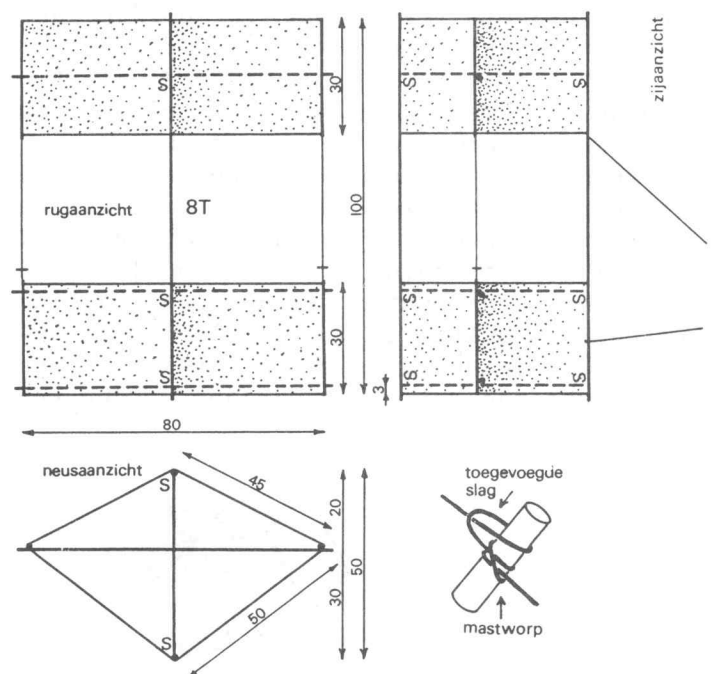 S
30
zijaanzicht
S
S
rugaanzicht
8T
100
S
S
S
30
S
S
S
3
80
neusaanzicht
S
45
20
50
30
50
S
toegevoegde
slag
mastworp